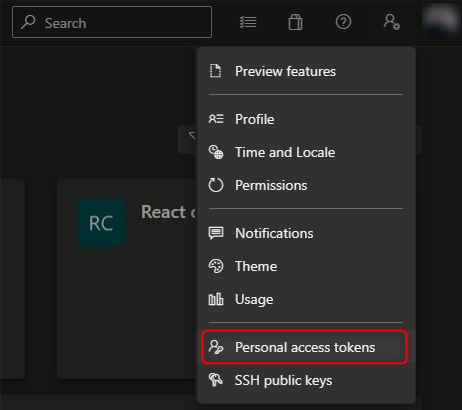 Search
Preview features
Profile
Time and Locale
Permissions
RC
React c
Notifications
Theme
Usage
Personal access tokens
SSH public keys